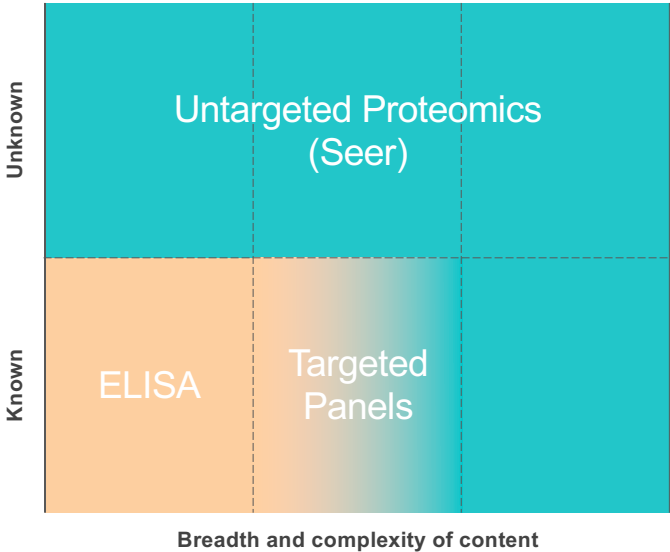 Unknown
Untargeted Proteomics
(Seer)
Known
ELISA
Targeted
Panels
Breadth and complexity of content